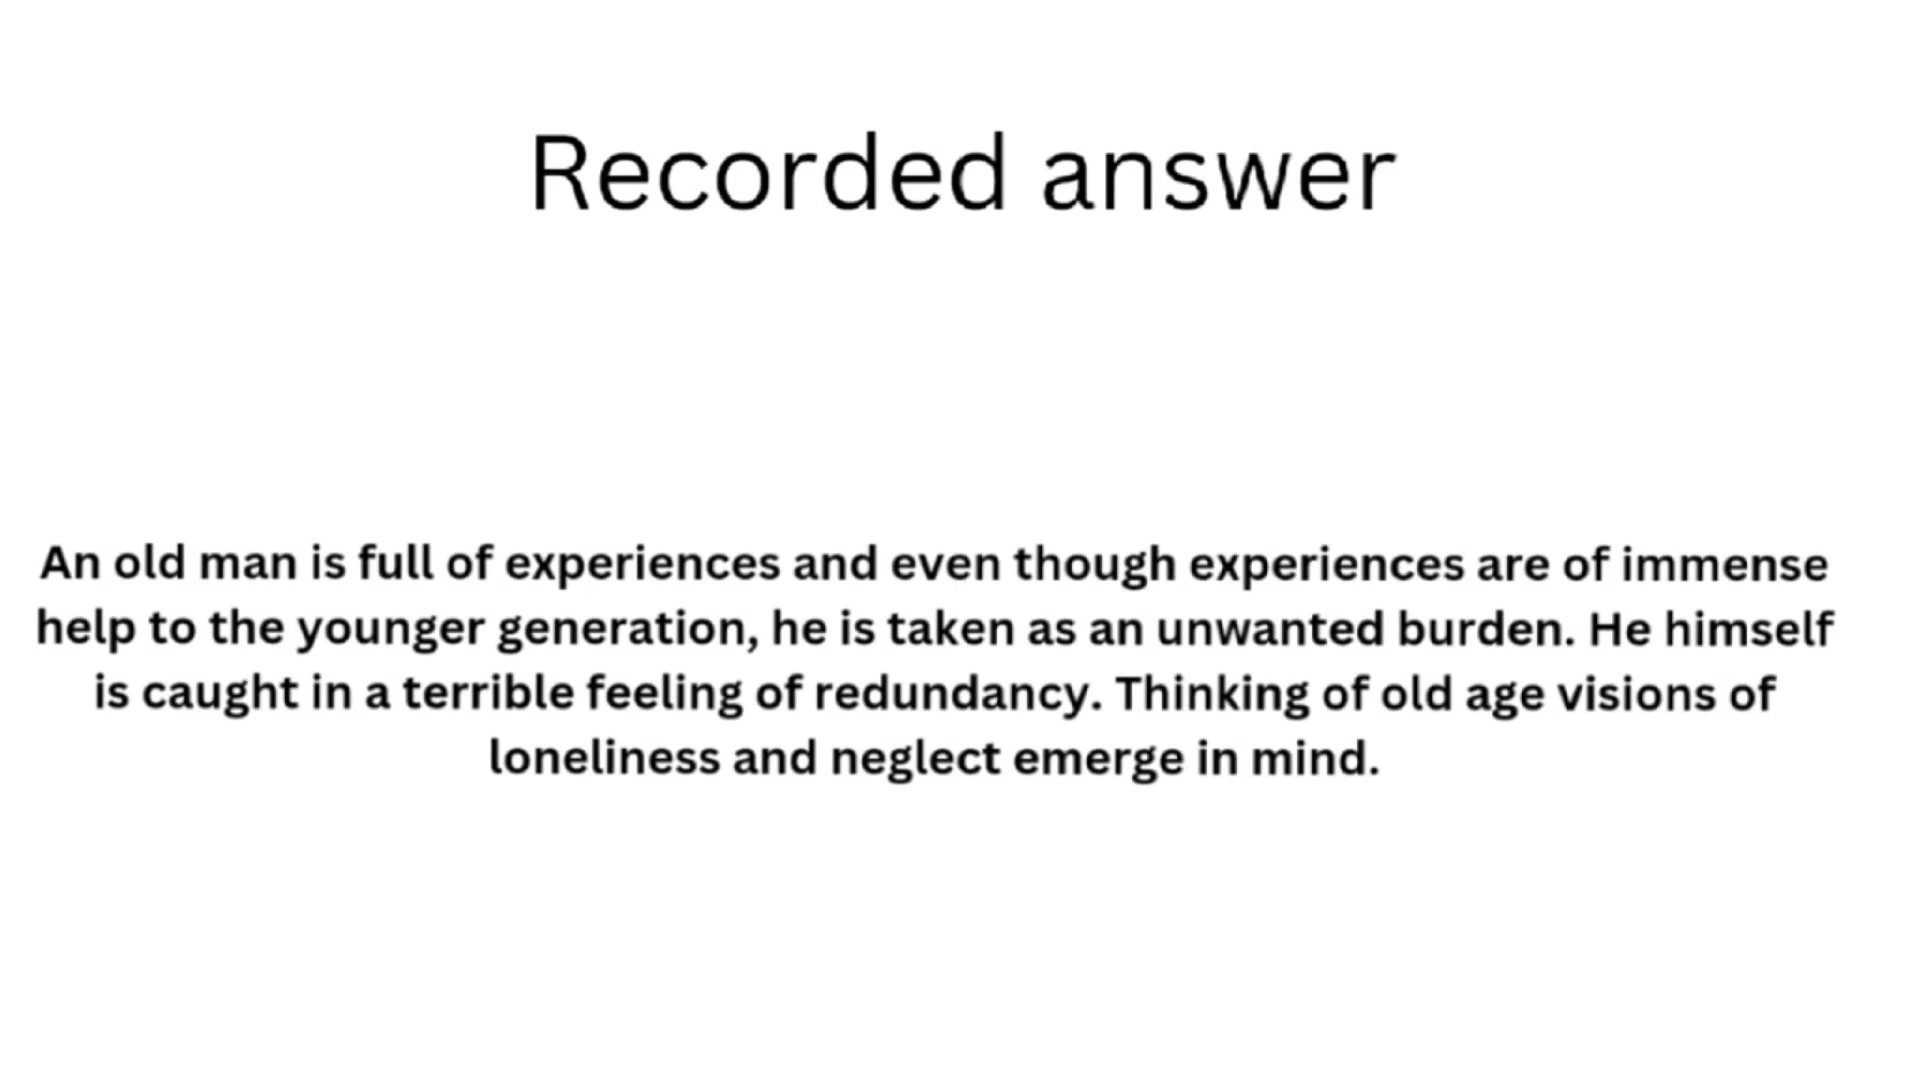 Recorded answer
An old man is full of experiences and even though experiences are of immense
help to the younger generation, he is taken as an unwanted burden. He himself
is caught in a terrible feeling of redundancy. Thinking of old age visions of
loneliness and neglect emerge in mind.